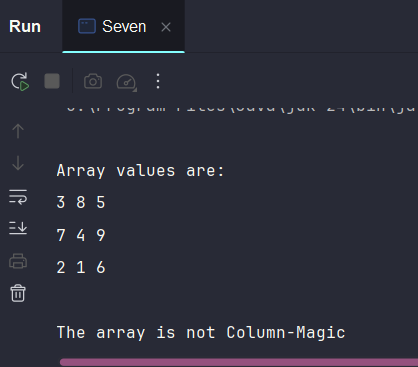 Run Seven
Array values are:
3 8 5
7 4 9
2 1 6
The array is not Column-Magic